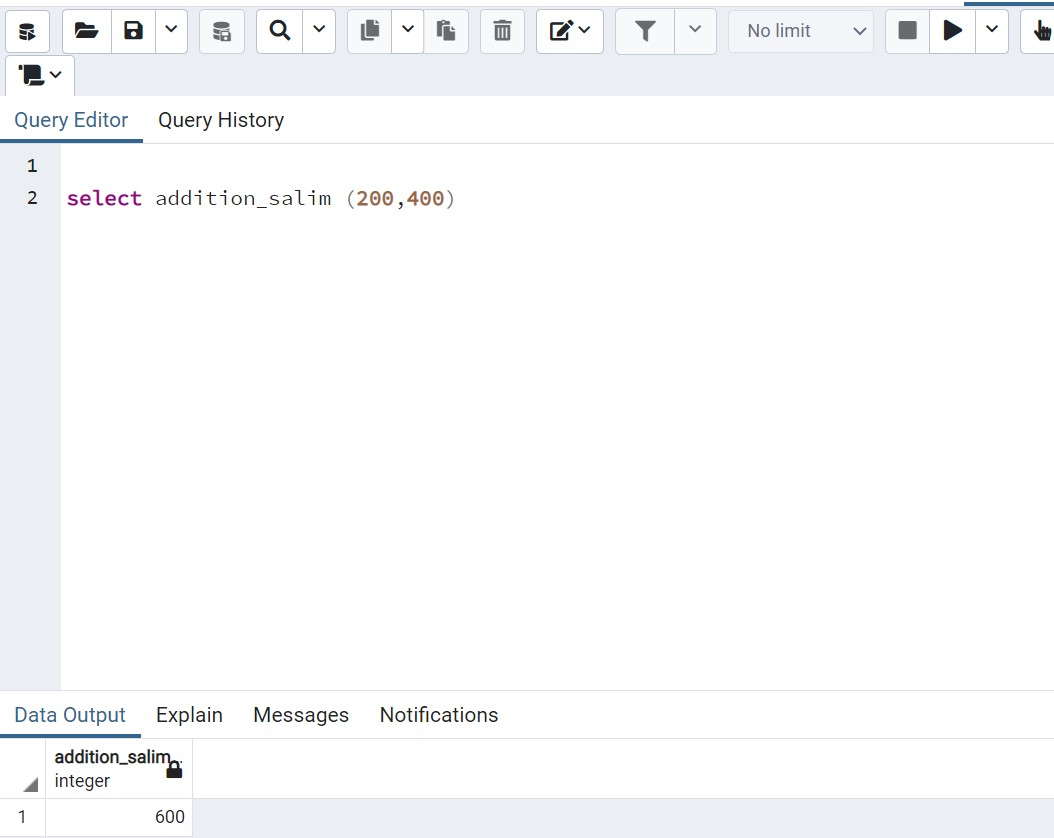 No limit
Query Editor Query History
1
2 select addition_salim (200,400)
Data Output Explain Messages Notifications
addition_salim
integer
1 600